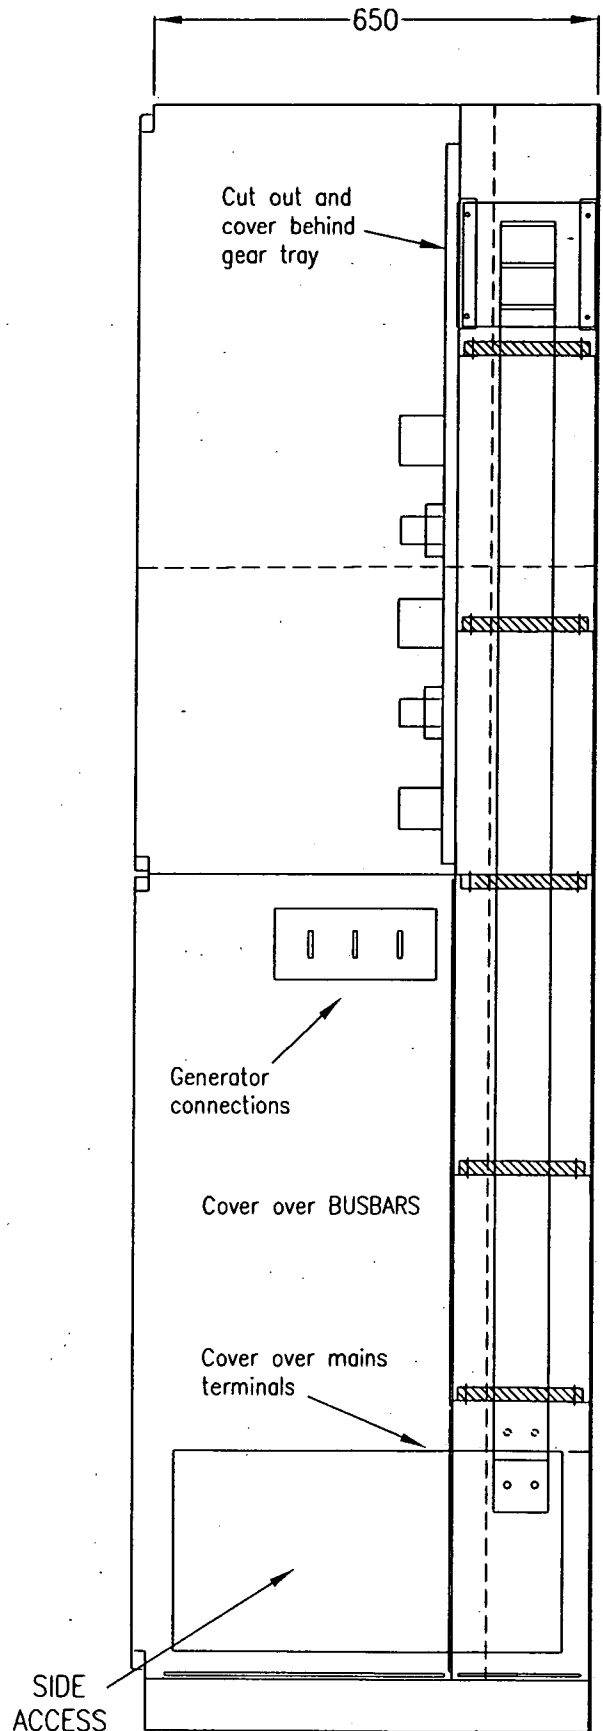 650
Cut out and
cover behind
gear tray
Generator
connections
Cover over BUSBARS
Cover over mains
terminals
SIDE
ACCESS